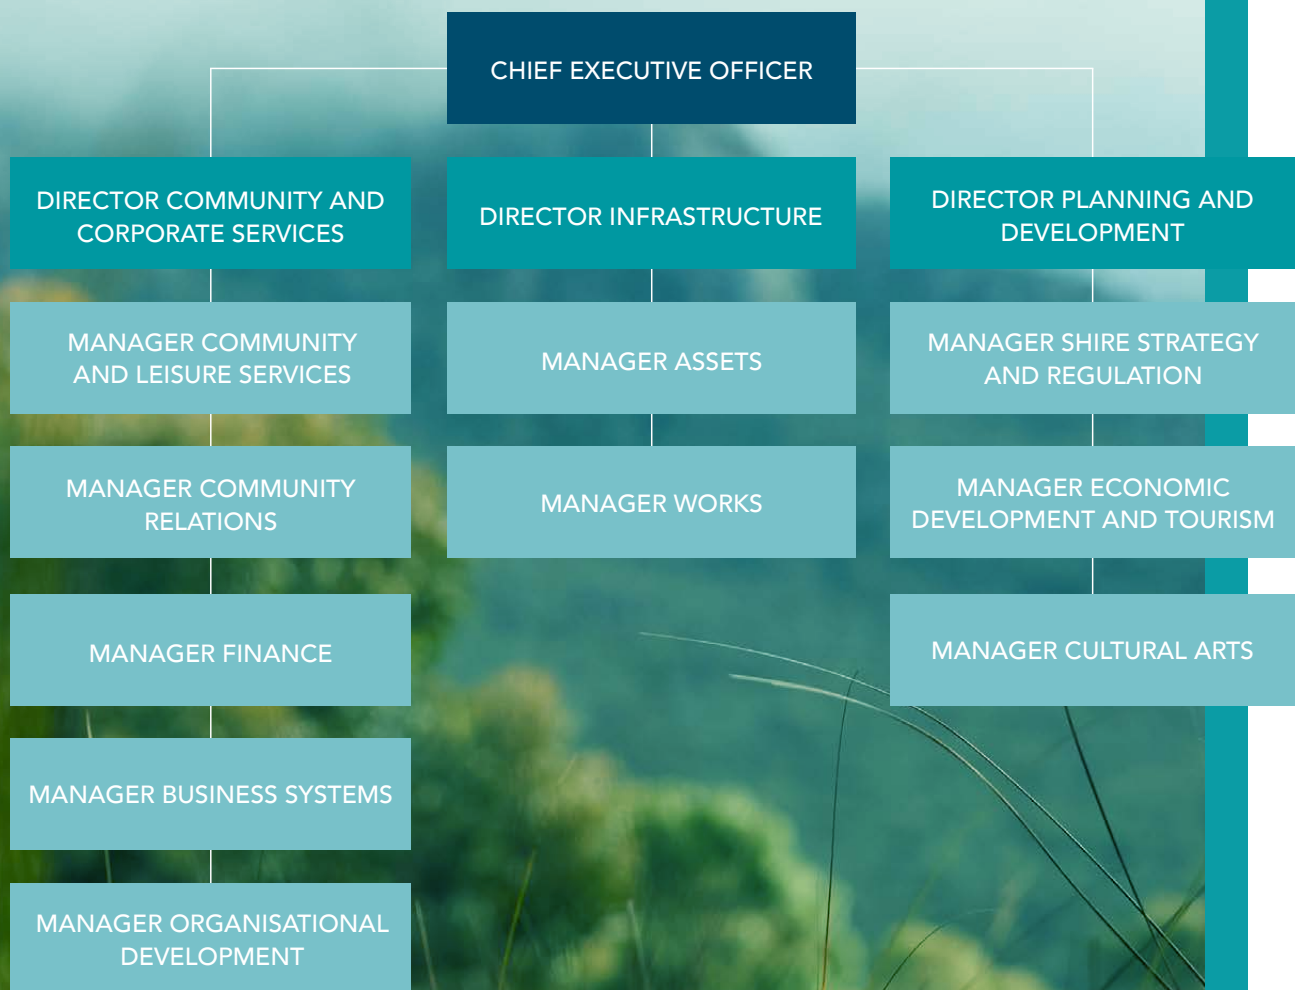 CHIEF EXECUTIVE OFFICER
DIRECTOR COMMUNITY AND
CORPORATE SERVICES
MANAGER COMMUNITY
AND LEISURE SERVICES
MANAGER COMMUNITY
RELATIONS
MANAGER FINANCE
MANAGER BUSINESS SYSTEMS
MANAGER ORGANISATIONAL
DEVELOPMENT
DIRECTOR INFRASTRUCTURE
MANAGER ASSETS
MANAGER WORKS
DIRECTOR PLANNING AND
DEVELOPMENT
MANAGER SHIRE STRATEGY
AND REGULATION
MANAGER ECONOMIC
DEVELOPMENT AND TOURISM
MANAGER CULTURAL ARTS